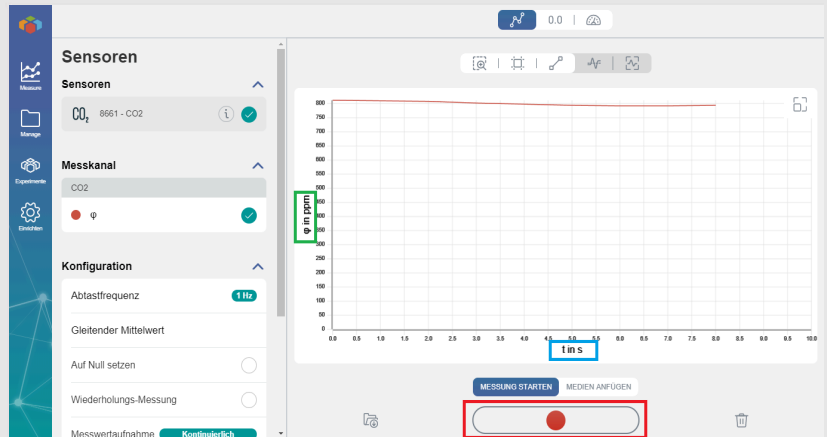 0.0
Sensoren
Sensoren
CO2 8661 - CO2 i
Messkanal
CO2
φ
Konfiguration
Abtastfrequenz 1 Hz
Gleitender Mittelwert
Auf Null setzen
Wiederholungs-Messung
Messwertaufnahme Kontinuierlich
Measure
Manage
Experimente
Einrichten
800
750
700
650
600
550
500
450
400
350
300
250
200
150
100
50
0
φ in ppm
0.0 0.5 1.0 1.5 2.0 2.5 3.0 3.5 4.0 4.5 5.0 5.5 6.0 6.5 7.0 7.5 8.0 8.5 9.0 9.5 10.0
t in s
MESSUNG STARTEN MEDIEN ANFÜGEN